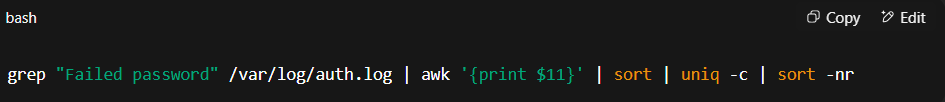 bash
Copy
Edit
grep "Failed password" /var/log/auth.log | awk '{print $11}' | sort | uniq -c | sort -nr